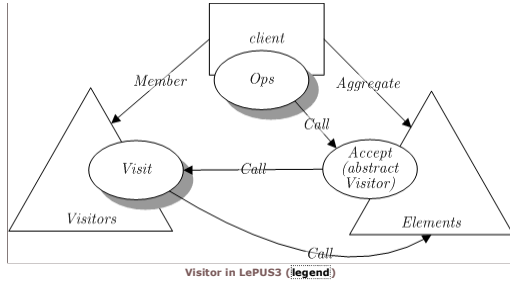 client
Ops
Member
Aggregate
Call
Accept
(abstract
Visitor)
Visit
Call
Visitors
Elements
Call
Visitor in LePUS3 (legend)